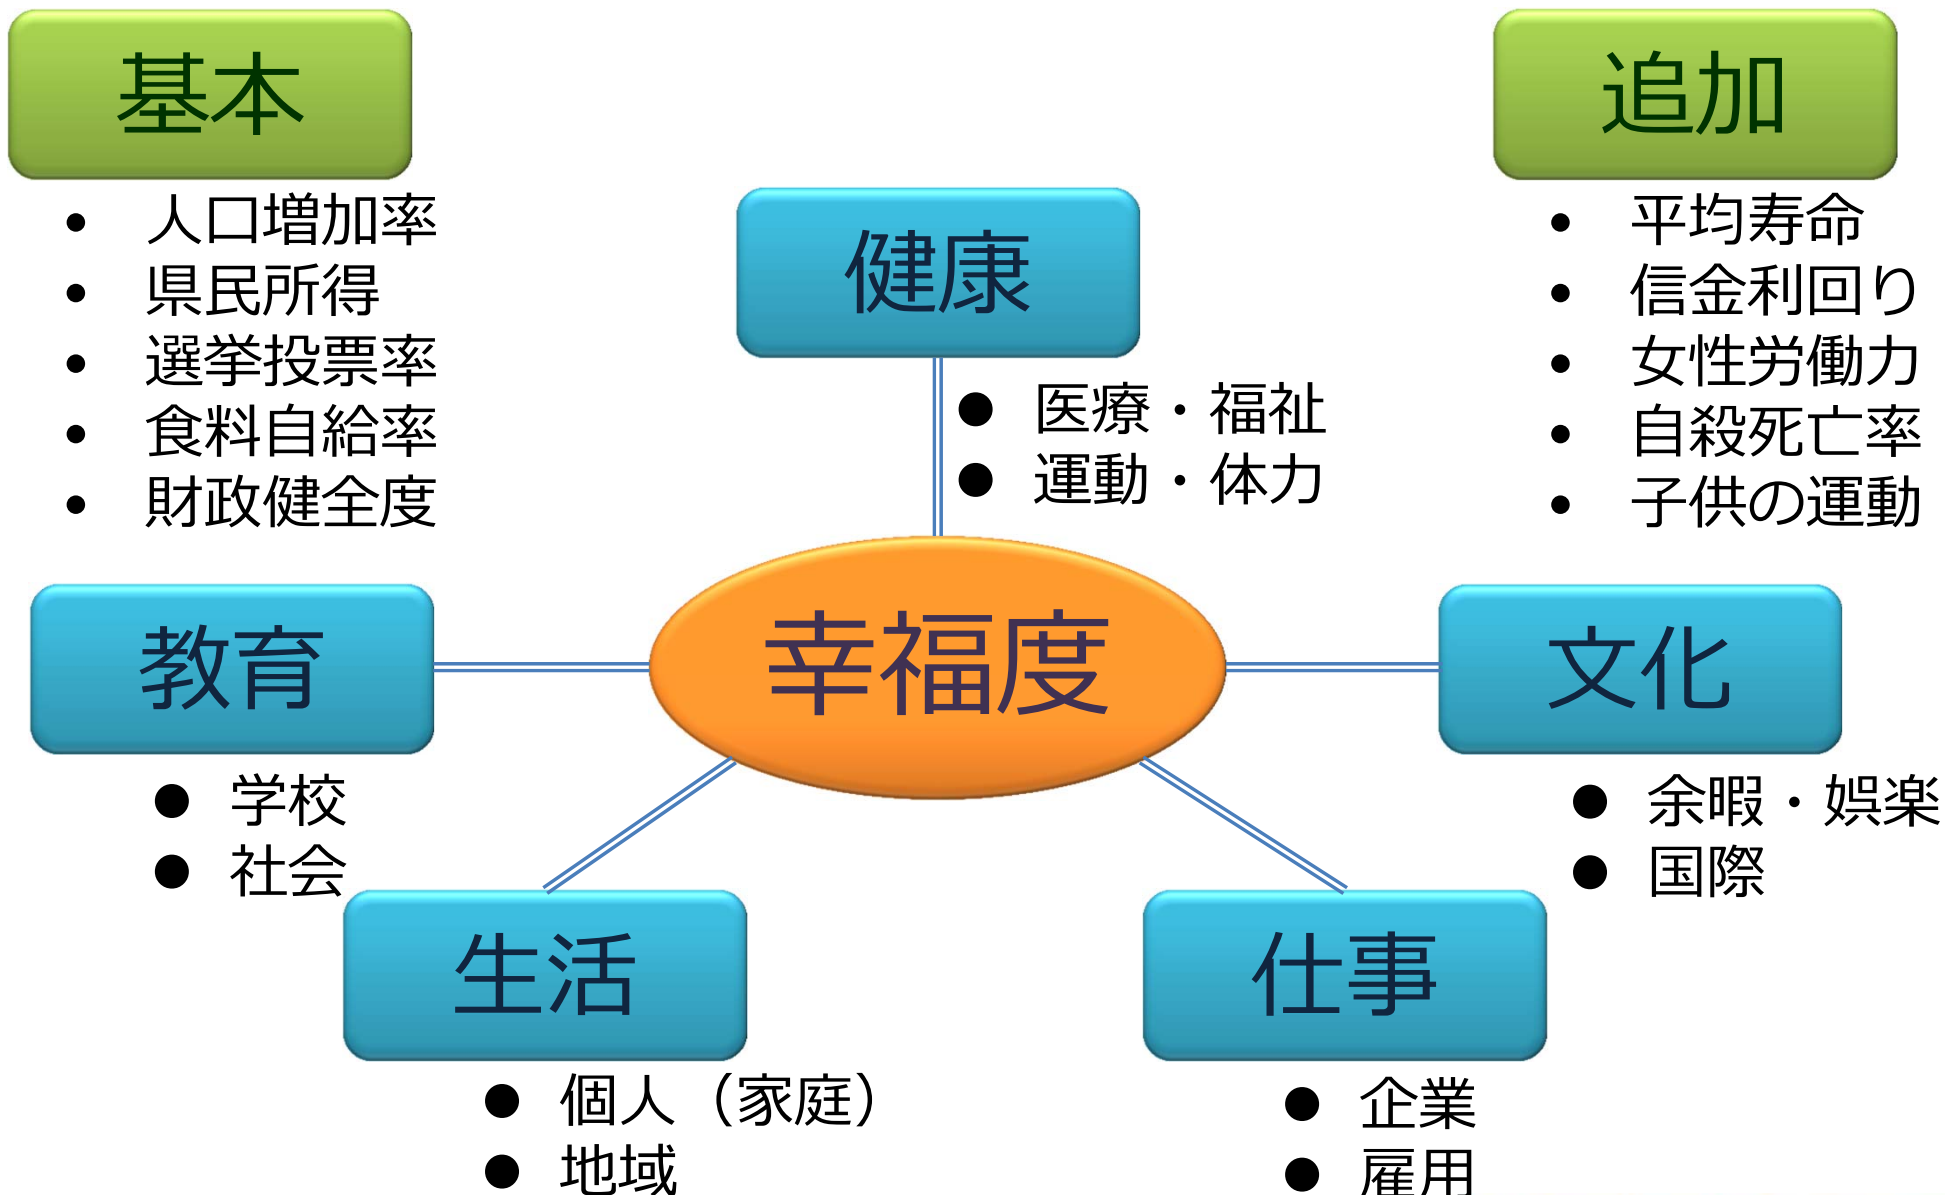 基本
人口増加率
県民所得
選挙投票率
食料自給率
財政健全度
追加
平均寿命
信金利回り
女性労働力
自殺死亡率
子供の運動
健康
医療・福祉
運動・体力
幸福度
教育
学校
社会
文化
余暇・娯楽
国際
生活
個人（家庭）
地域
仕事
企業
雇用